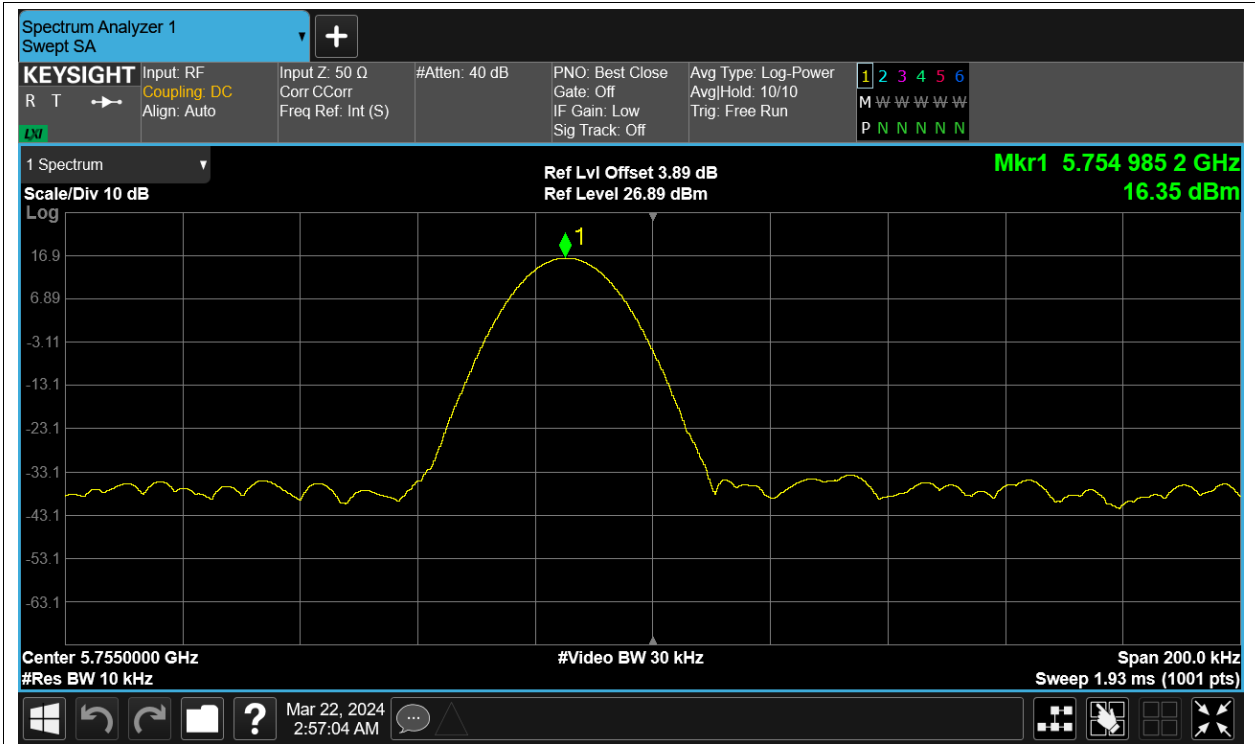 Spectrum Analyzer 1
Swept SA
KEYSIGHT
R T
LXI
Input: RF
Coupling: DC
Align: Auto
Input Z: 50 Ω
Corr CCorr
Freq Ref: Int (S)
#Atten: 40 dB
PNO: Best Close
Gate: Off
IF Gain: Low
Sig Track: Off
Avg Type: Log-Power
Avg|Hold: 10/10
Trig: Free Run
1 2 3 4 5 6
M W W W W W
P N N N N N
1 Spectrum
Scale/Div 10 dB
Log
Ref Lvl Offset 3.89 dB
Ref Level 26.89 dBm
Mkr1 5.754 985 2 GHz
16.35 dBm
1
16.9
6.89
-3.11
-13.1
-23.1
-33.1
-43.1
-53.1
-63.1
Center 5.7550000 GHz
#Res BW 10 kHz
#Video BW 30 kHz
Span 200.0 kHz
Sweep 1.93 ms (1001 pts)
?
Mar 22, 2024
2:57:04 AM